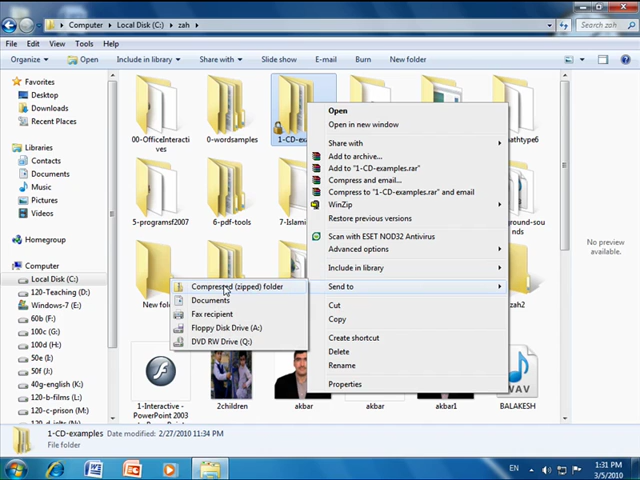 Computer ▸ Local Disk (C:) ▸ zah ▸
Search zah
File Edit View Tools Help
Organize Open Include in library Share with Slide show E-mail Burn New folder
Favorites
Desktop
Downloads
Recent Places
Libraries
Contacts
Documents
Music
Pictures
Videos
Homegroup
Computer
Local Disk (C:)
120-Teaching (D:)
Windows-7 (E:)
60b (F:)
100c (G:)
100c (H:)
50e (I:)
50f (J:)
40g-english (K:)
120-b-films (L:)
120-c-prison (M:)
00-OfficeInteractives
0-wordsamples
1-CD-exa
mathtype6
5-programsf2007
6-pdf-tools
7-Islami
ground-sounds
New fold
1-Interactive - PowerPoint 2003
2children
akbar
akbar
akbar1
BALAKESH
Open
Open in new window
Share with
Add to archive...
Add to "1-CD-examples.rar"
Compress and email...
Compress to "1-CD-examples.rar" and email
WinZip
Restore previous versions
Scan with ESET NOD32 Antivirus
Advanced options
Include in library
Send to
Cut
Copy
Create shortcut
Delete
Rename
Properties
Compressed (zipped) folder
Documents
Fax recipient
Floppy Disk Drive (A:)
DVD RW Drive (Q:)
No preview available.
1-CD-examples Date modified: 2/27/2010 11:34 PM
File folder
EN
1:31 PM
3/5/2010